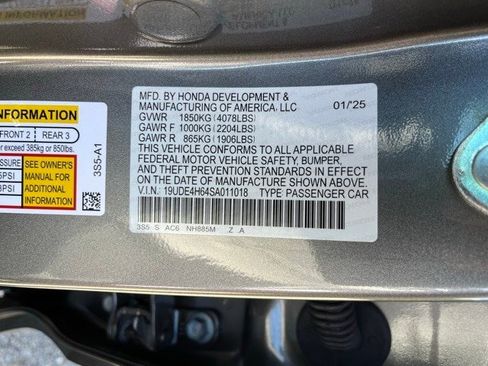 INFORMATION
FRONT 2 REAR 3
exceed 385kg or 850lbs.
SEE OWNER'S
MANUAL FOR
ADDITIONAL
INFORMATION
3S5-A1
MFD. BY HONDA DEVELOPMENT &
MANUFACTURING OF AMERICA, LLC 01/25
GVWR 1850KG (4078LBS)
GAWR F 1000KG (2204LBS)
GAWR R 865KG (1906LBS)
THIS VEHICLE CONFORMS TO ALL APPLICABLE
FEDERAL MOTOR VEHICLE SAFETY, BUMPER,
AND THEFT PREVENTION STANDARDS IN EFFECT
ON THE DATE OF MANUFACTURE SHOWN ABOVE.
V.I.N. 19UDE4H64SA011018 TYPE PASSENGER CAR
3S5 S AC6 NH885M Z A